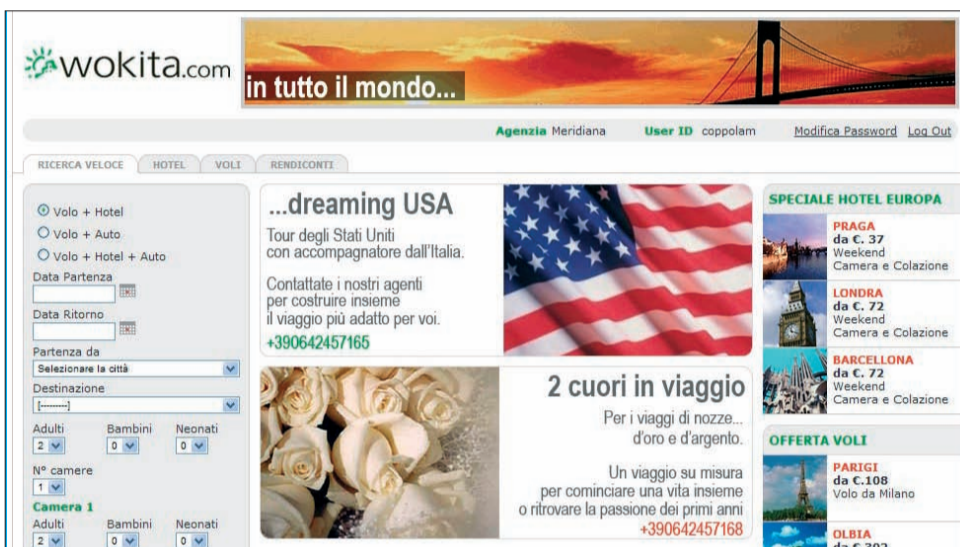 wokita.com
in tutto il mondo...
Agenzia Meridiana User ID coppolam Modifica Password Log Out
RICERCA VELOCE HOTEL VOLI RENDICONTI
Volo + Hotel
Volo + Auto
Volo + Hotel + Auto
Data Partenza
Data Ritorno
Partenza da
Selezionare la città
Destinazione
[---------]
Adulti Bambini Neonati
2 0 0
N° camere
1
Camera 1
Adulti Bambini Neonati
2 0 0
...dreaming USA
Tour degli Stati Uniti
con accompagnatore dall'Italia.
Contattate i nostri agenti
per costruire insieme
il viaggio più adatto per voi.
+390642457165
2 cuori in viaggio
Per i viaggi di nozze...
d'oro e d'argento.
Un viaggio su misura
per cominciare una vita insieme
o ritrovare la passione dei primi anni
+390642457168
SPECIALE HOTEL EUROPA
PRAGA
da €. 37
Weekend
Camera e Colazione
LONDRA
da €. 72
Weekend
Camera e Colazione
BARCELLONA
da €. 72
Weekend
Camera e Colazione
OFFERTA VOLI
PARIGI
da €.108
Volo da Milano
OLBIA